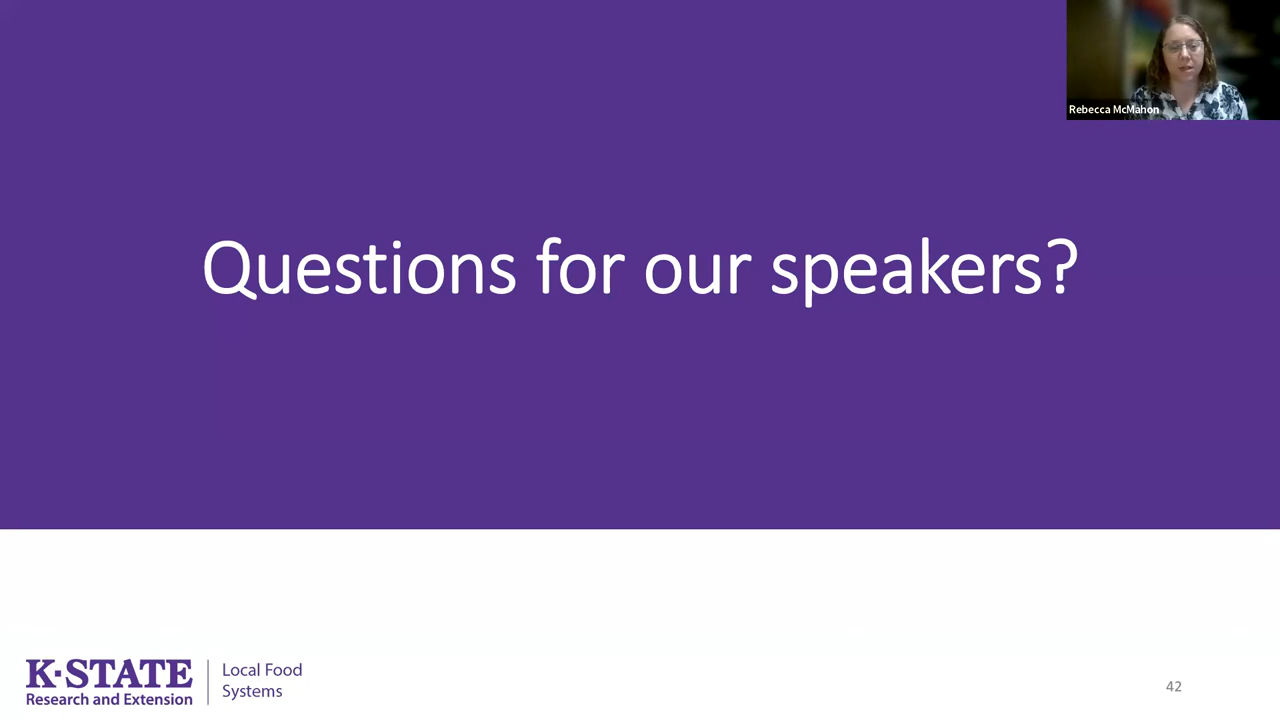 Rebecca McMahon
Questions for our speakers?
K·STATE
Research and Extension
Local Food
Systems
42